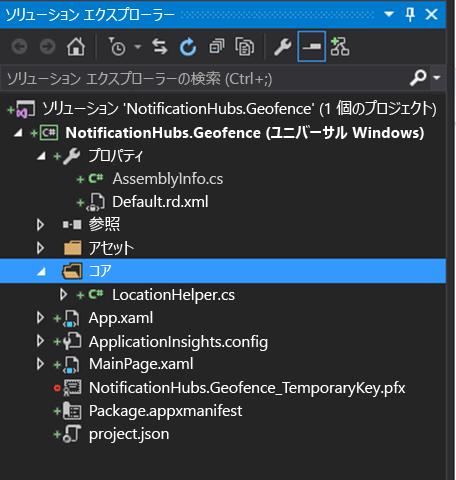 ソリューション エクスプローラー
ソリューション エクスプローラーの検索 (Ctrl+;)
ソリューション 'NotificationHubs.Geofence' (1 個のプロジェクト)
NotificationHubs.Geofence (ユニバーサル Windows)
プロパティ
AssemblyInfo.cs
Default.rd.xml
参照
アセット
コア
LocationHelper.cs
App.xaml
ApplicationInsights.config
MainPage.xaml
NotificationHubs.Geofence_TemporaryKey.pfx
Package.appxmanifest
project.json